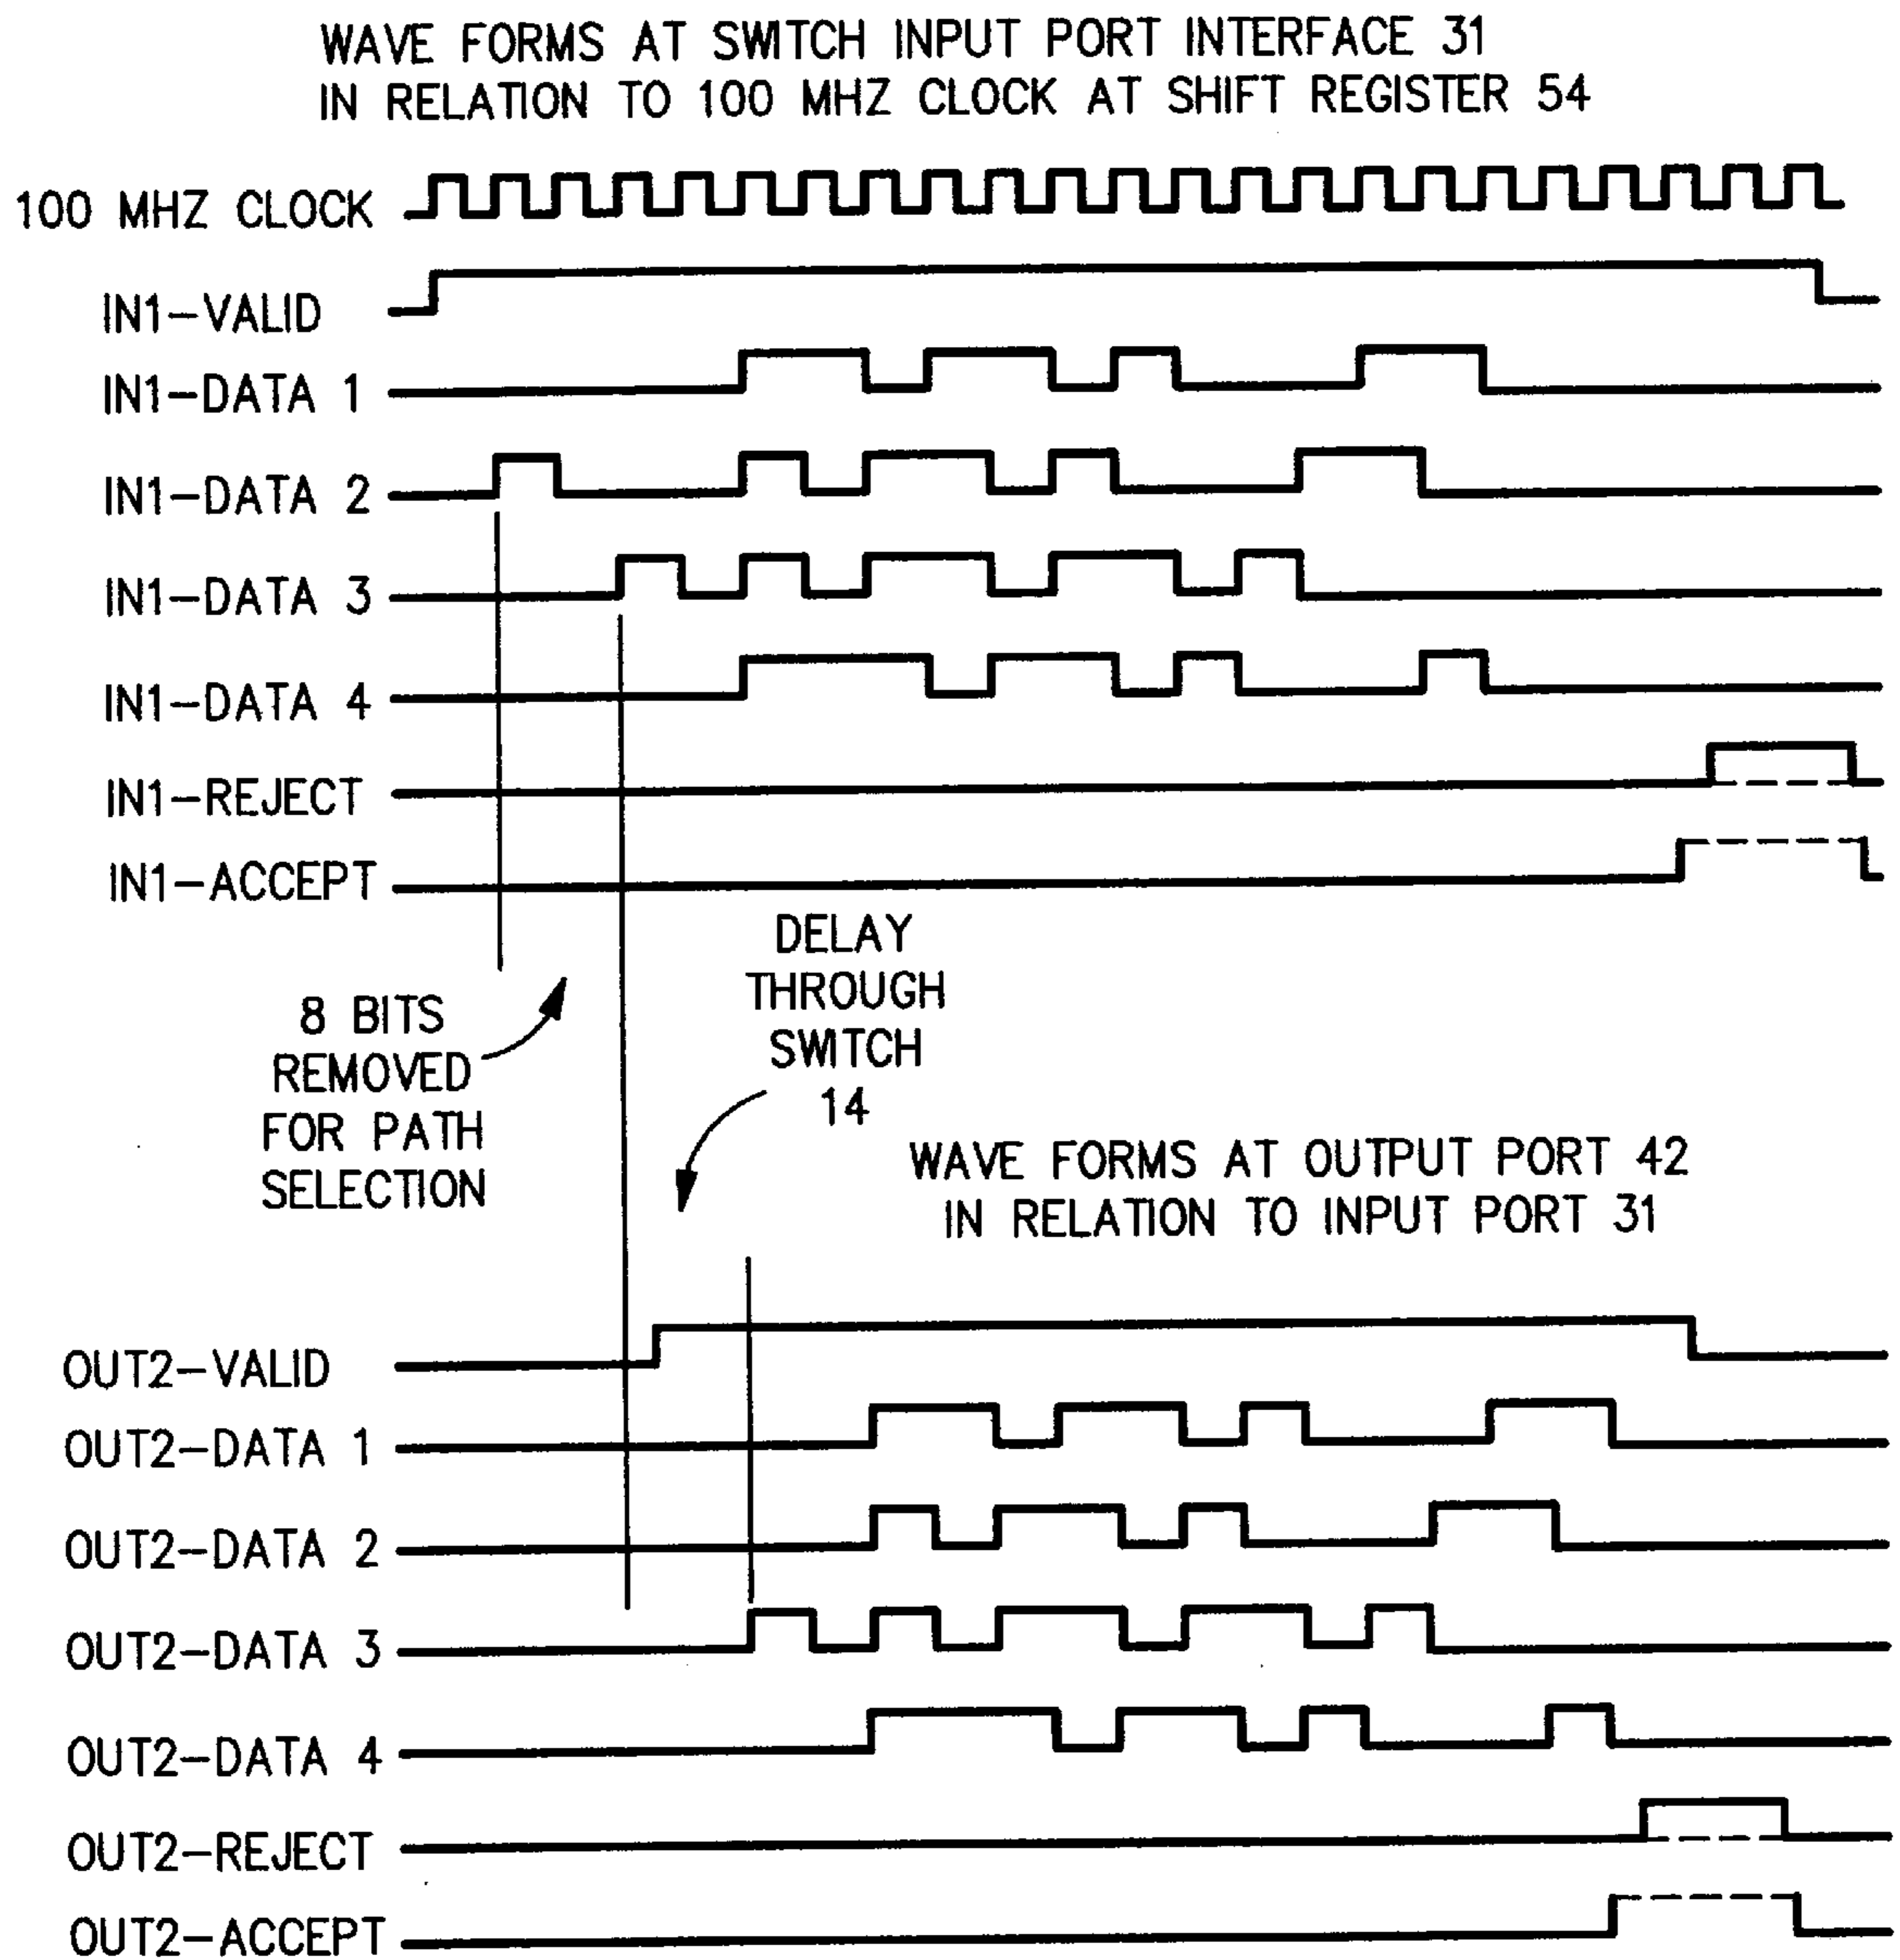 WAVE FORMS AT SWITCH INPUT PORT INTERFACE 31
IN RELATION TO 100 MHZ CLOCK AT SHIFT REGISTER 54
100 MHZ CLOCK
IN1-VALID
IN1-DATA 1
IN1-DATA 2
IN1-DATA 3
IN1-DATA 4
IN1-REJECT
IN1-ACCEPT
8 BITS
REMOVED
FOR PATH
SELECTION
DELAY
THROUGH
SWITCH
14
WAVE FORMS AT OUTPUT PORT 42
IN RELATION TO INPUT PORT 31
OUT2-VALID
OUT2-DATA 1
OUT2-DATA 2
OUT2-DATA 3
OUT2-DATA 4
OUT2-REJECT
OUT2-ACCEPT